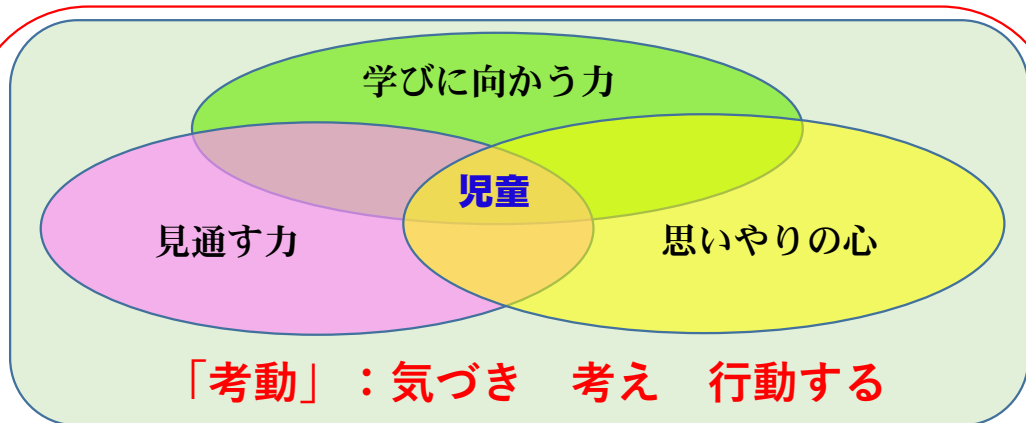 学びに向かう力
児童
見通す力
思いやりの心
「考動」：気づき　考え　行動する